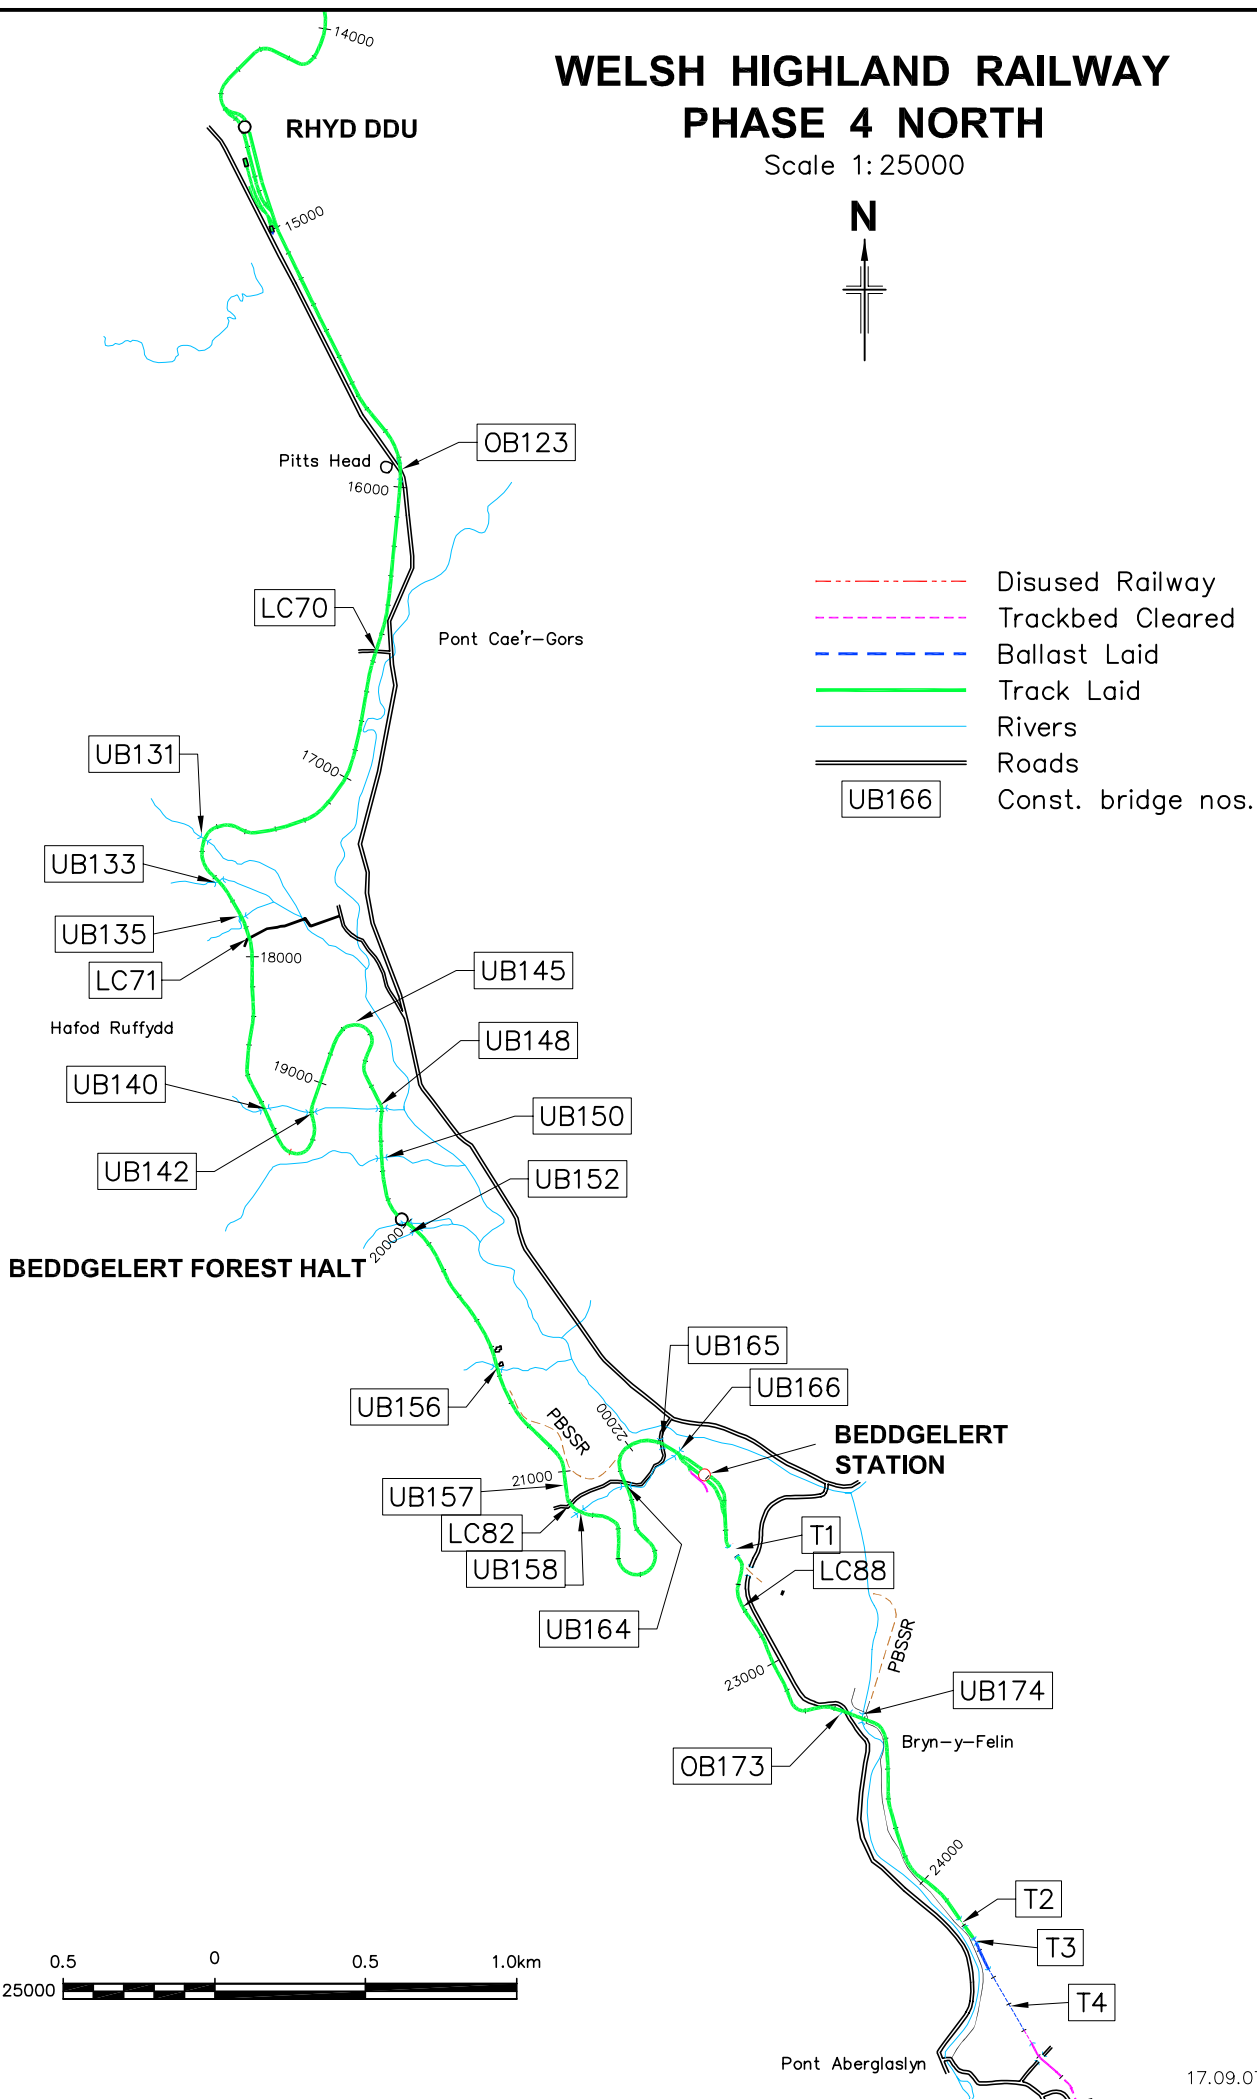 14000
WELSH HIGHLAND RAILWAY
PHASE 4 NORTH
Scale 1:25000
N
RHYD DDU
15000
OB123
Pitts Head
16000
LC70
Pont Cae'r-Gors
Disused Railway
Trackbed Cleared
Ballast Laid
Track Laid
Rivers
Roads
UB166
Const. bridge nos.
17000
UB131
UB133
UB135
LC71
18000
UB145
Hafod Ruffydd
UB148
19000
UB140
UB150
UB142
UB152
20000
BEDDGELERT FOREST HALT
UB165
UB166
UB156
PBSSR
22000
BEDDGELERT
STATION
21000
UB157
LC82
UB158
T1
LC88
UB164
PBSSR
23000
UB174
Bryn-y-Felin
OB173
24000
T2
T3
T4
0.5 0 0.5 1.0km
25000
Pont Aberglaslyn
17.09.07